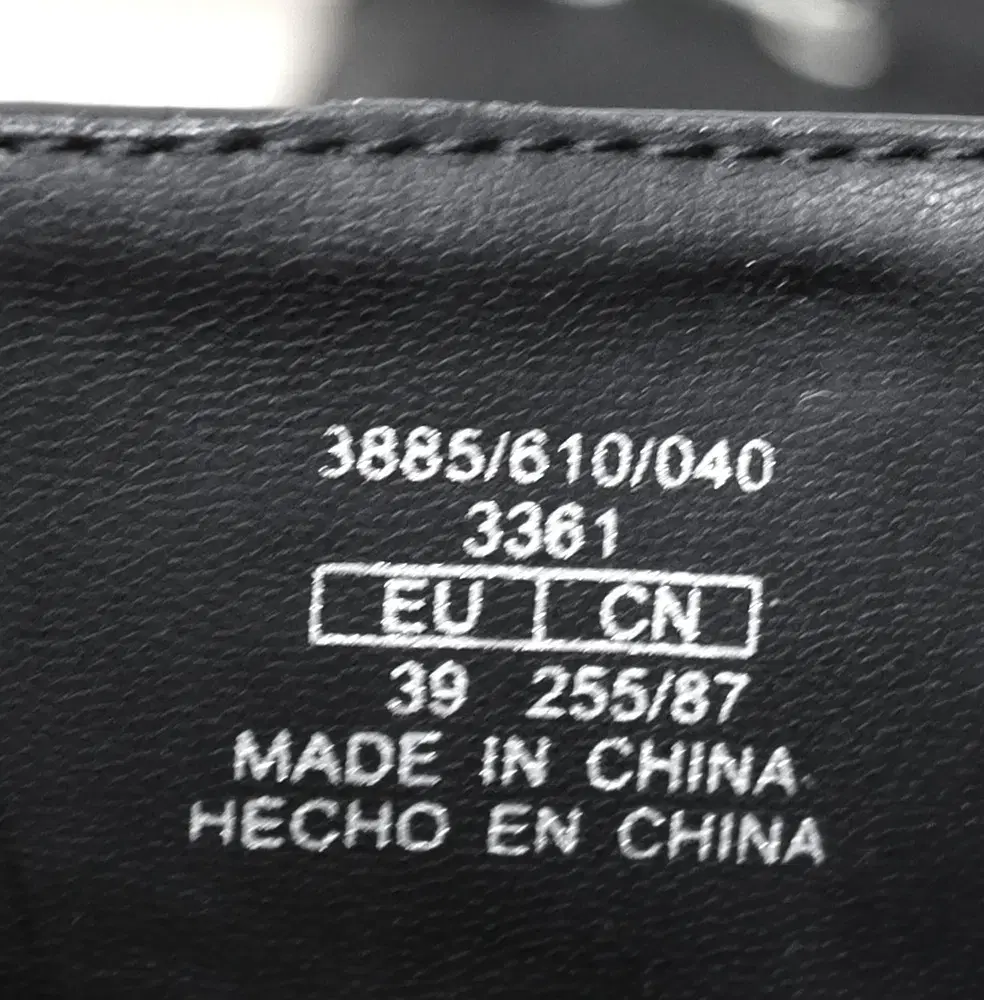 3885/610/040
3361
EU CN
39 255/87
MADE IN CHINA
HECHO EN CHINA